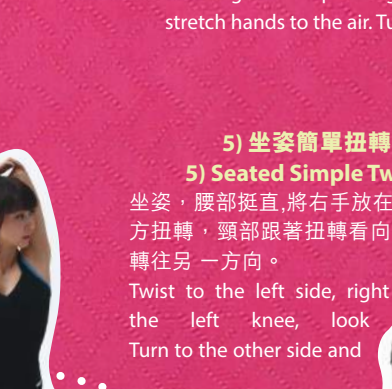 stretch hands to the air.
5) 坐姿簡單扭轉
5) Seated Simple
坐姿，腰部挺直,將右手放在
方扭轉，頸部跟著扭轉看向
轉往另 一方向。
Twist to the left side, right
the left knee, look
Turn to the other side and